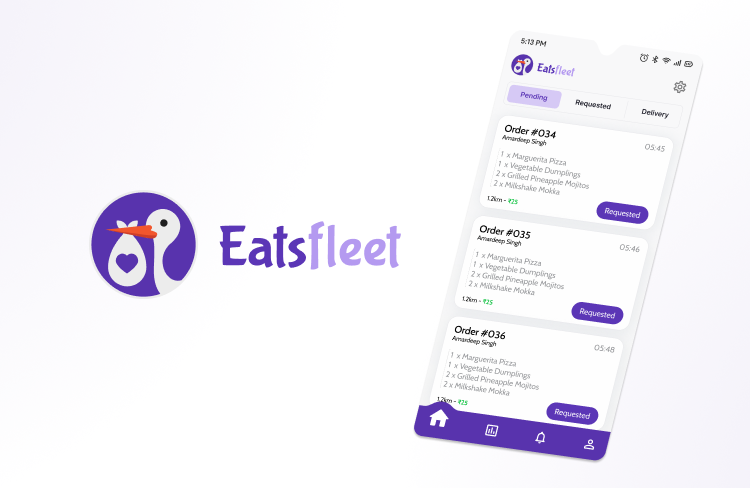 Eatsfleet
5:13 PM
Eatsfleet
Pending Requested Delivery
Order #034 05:45
Amardeep Singh
1 x Marguerita Pizza
1 x Vegetable Dumplings
2 x Grilled Pineapple Mojitos
2 x Milkshake Mokka
1.2km - ₹25 Requested
Order #035 05:46
Amardeep Singh
1 x Marguerita Pizza
1 x Vegetable Dumplings
2 x Grilled Pineapple Mojitos
2 x Milkshake Mokka
1.2km - ₹25 Requested
Order #036 05:48
Amardeep Singh
1 x Marguerita Pizza
1 x Vegetable Dumplings
2 x Grilled Pineapple Mojitos
2 x Milkshake Mokka
1.2km - ₹25 Requested